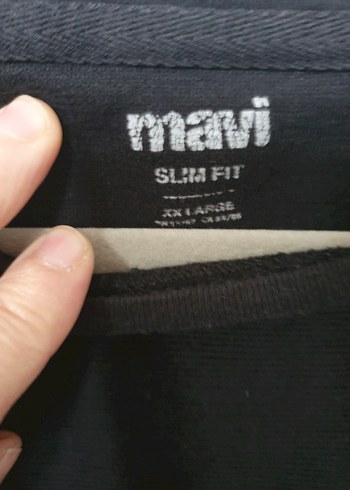 mavi
SLIM FIT
XX LARGE